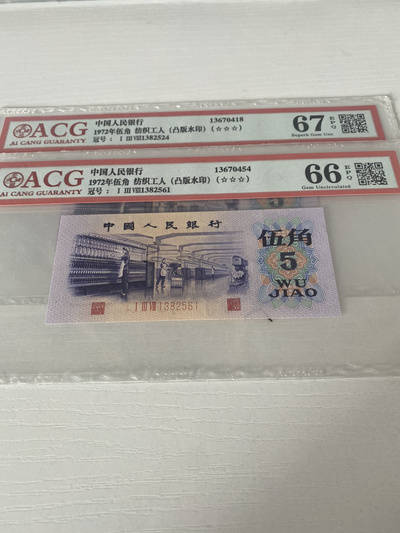 ACG
AI CANG GUARANTY
中国人民银行 13670418
1972年伍角 纺织工人 (凸版水印) (☆☆☆)
冠号： Ⅰ Ⅲ Ⅷ1382524
67 EPQ
Superb Gem Unc
ACG
AI CANG GUARANTY
中国人民银行 13670454
1972年伍角 纺织工人 (凸版水印) (☆☆☆)
冠号： Ⅰ Ⅲ Ⅷ1382561
66 EPQ
Gem Uncirculated
中國人民銀行
伍角
5
WU
JIAO
Ⅰ Ⅲ Ⅷ 1382561